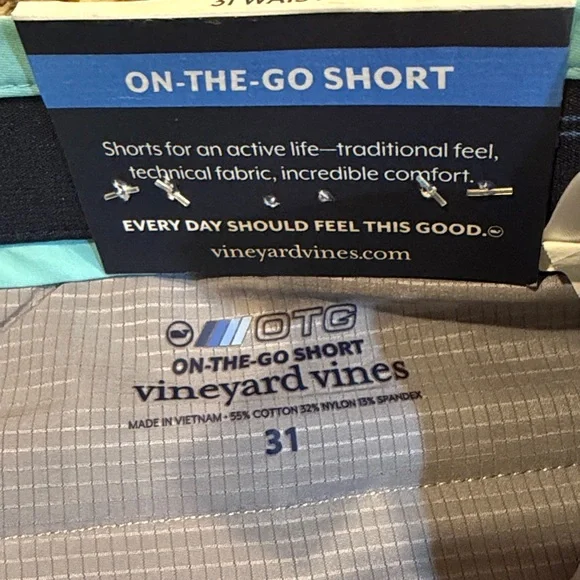 31 WAIST
ON-THE-GO SHORT
Shorts for an active life—traditional feel,
technical fabric, incredible comfort.
EVERY DAY SHOULD FEEL THIS GOOD.
vineyardvines.com
OTG
ON-THE-GO SHORT
vineyard vines
MADE IN VIETNAM • 55% COTTON 32% NYLON 13% SPANDEX
31